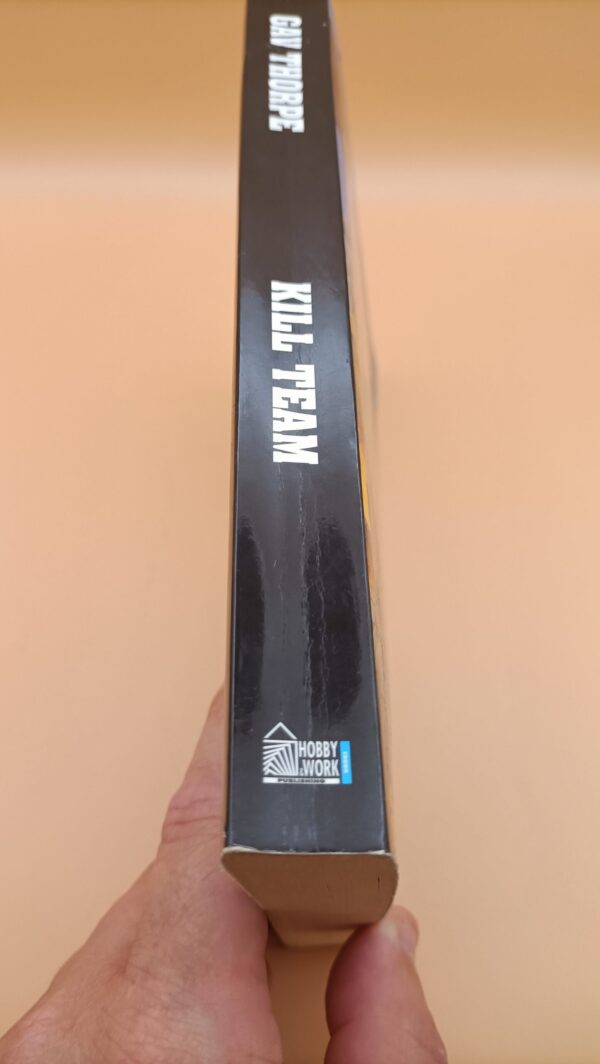 GAV THORPE
KILL TEAM
HOBBY
&WORK
PUBLISHING